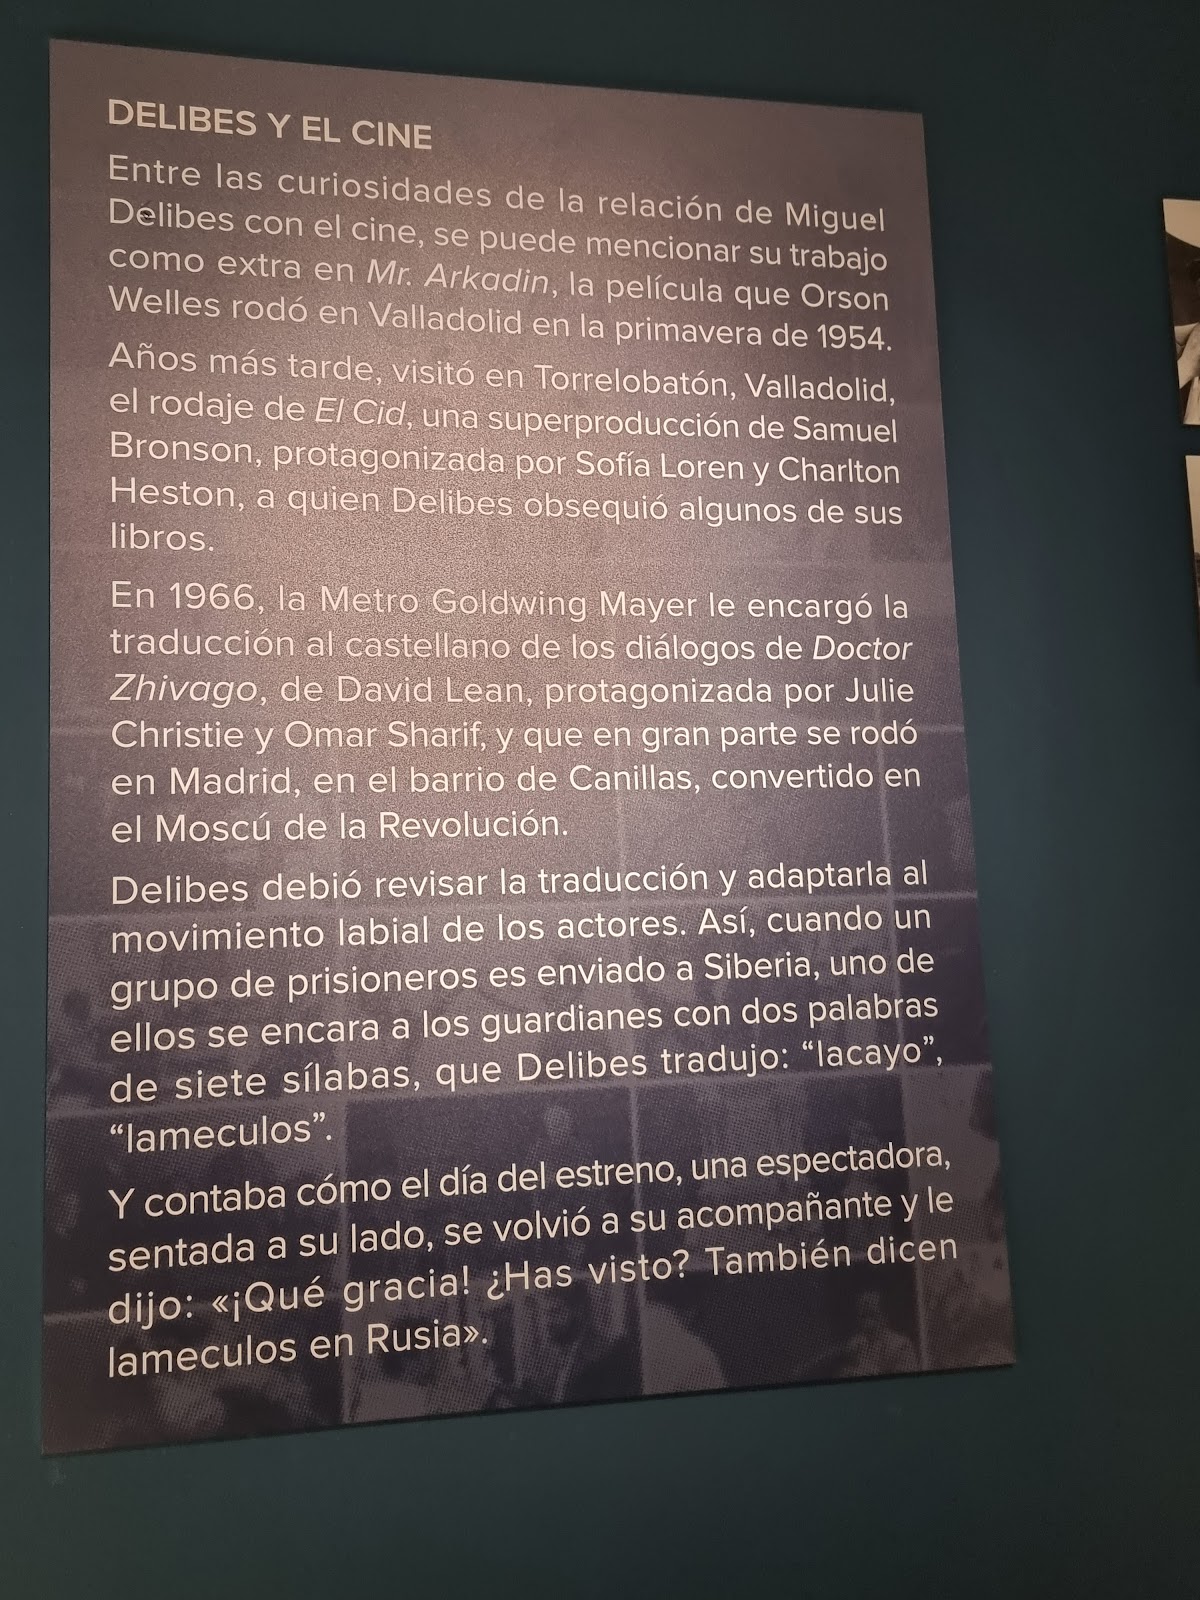 DELIBES Y EL CINE
Entre las curiosidades de la relación de Miguel
Delibes con el cine, se puede mencionar su trabajo
como extra en Mr. Arkadin, la película que Orson
Welles rodó en Valladolid en la primavera de 1954.
Años más tarde, visitó en Torrelobatón, Valladolid,
el rodaje de El Cid, una superproducción de Samuel
Bronson, protagonizada por Sofía Loren y Charlton
Heston, a quien Delibes obsequió algunos de sus
libros.
En 1966, la Metro Goldwing Mayer le encargó la
traducción al castellano de los diálogos de Doctor
Zhivago, de David Lean, protagonizada por Julie
Christie y Omar Sharif, y que en gran parte se rodó
en Madrid, en el barrio de Canillas, convertido en
el Moscú de la Revolución.
Delibes debió revisar la traducción y adaptarla al
movimiento labial de los actores. Así, cuando un
grupo de prisioneros es enviado a Siberia, uno de
ellos se encara a los guardianes con dos palabras
de siete sílabas, que Delibes tradujo: “lacayo”,
“lameculos”.
Y contaba cómo el día del estreno, una espectadora,
sentada a su lado, se volvió a su acompañante y le
dijo: «¡Qué gracia! ¿Has visto? También dicen
lameculos en Rusia».